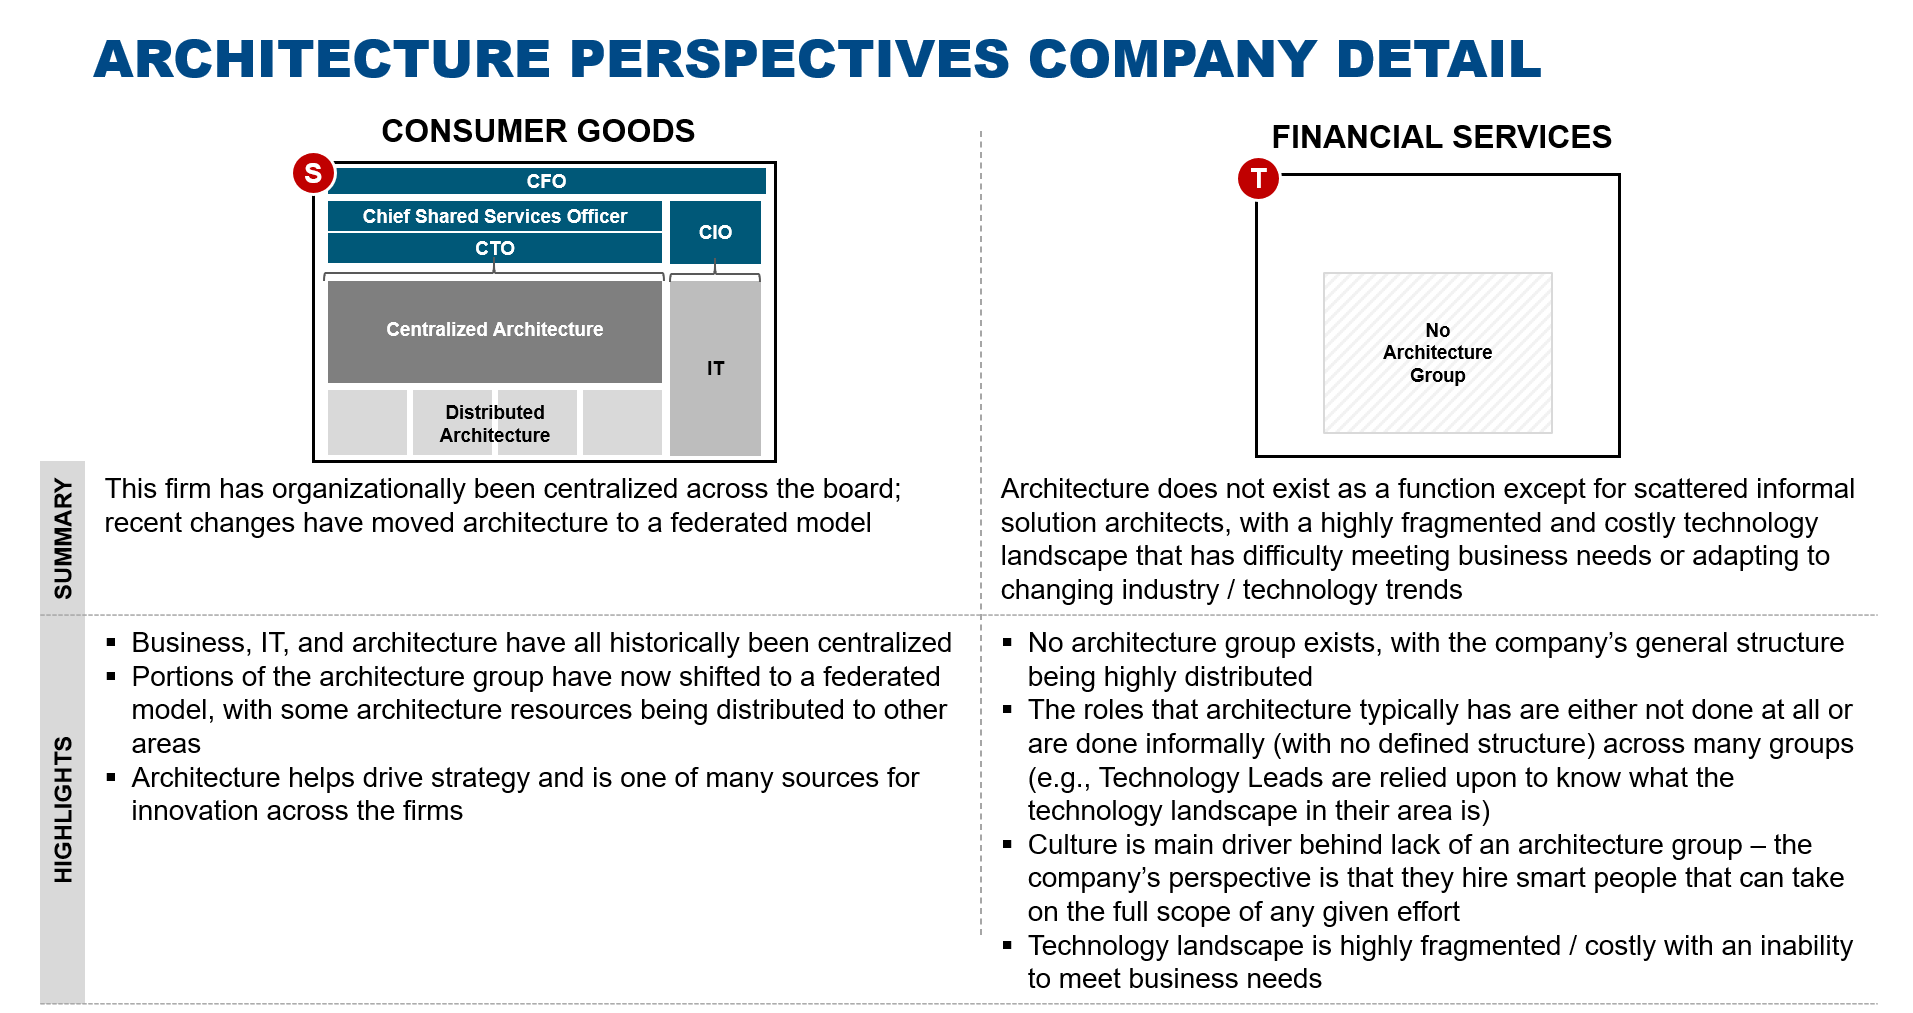 ARCHITECTURE PERSPECTIVES COMPANY DETAIL
CONSUMER GOODS
S
CFO
Chief Shared Services Officer
CIO
CTO
Centralized Architecture
IT
Distributed
Architecture
FINANCIAL SERVICES
T
No
Architecture
Group
SUMMARY
This firm has organizationally been centralized across the board;
recent changes have moved architecture to a federated model
Architecture does not exist as a function except for scattered informal
solution architects, with a highly fragmented and costly technology
landscape that has difficulty meeting business needs or adapting to
changing industry / technology trends
HIGHLIGHTS
▪ Business, IT, and architecture have all historically been centralized
▪ Portions of the architecture group have now shifted to a federated
model, with some architecture resources being distributed to other
areas
▪ Architecture helps drive strategy and is one of many sources for
innovation across the firms
▪ No architecture group exists, with the company’s general structure
being highly distributed
▪ The roles that architecture typically has are either not done at all or
are done informally (with no defined structure) across many groups
(e.g., Technology Leads are relied upon to know what the
technology landscape in their area is)
▪ Culture is main driver behind lack of an architecture group – the
company’s perspective is that they hire smart people that can take
on the full scope of any given effort
▪ Technology landscape is highly fragmented / costly with an inability
to meet business needs